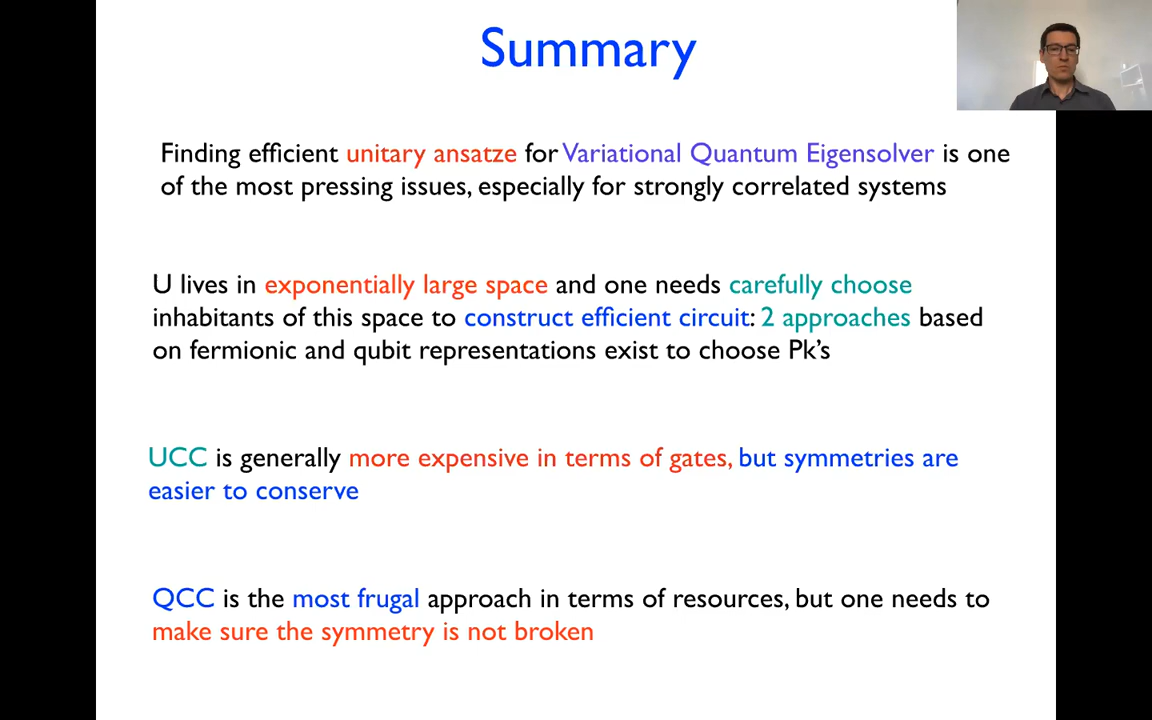 Summary
Finding efficient unitary ansatze for Variational Quantum Eigensolver is one
of the most pressing issues, especially for strongly correlated systems
U lives in exponentially large space and one needs carefully choose
inhabitants of this space to construct efficient circuit: 2 approaches based
on fermionic and qubit representations exist to choose Pk’s
UCC is generally more expensive in terms of gates, but symmetries are
easier to conserve
QCC is the most frugal approach in terms of resources, but one needs to
make sure the symmetry is not broken